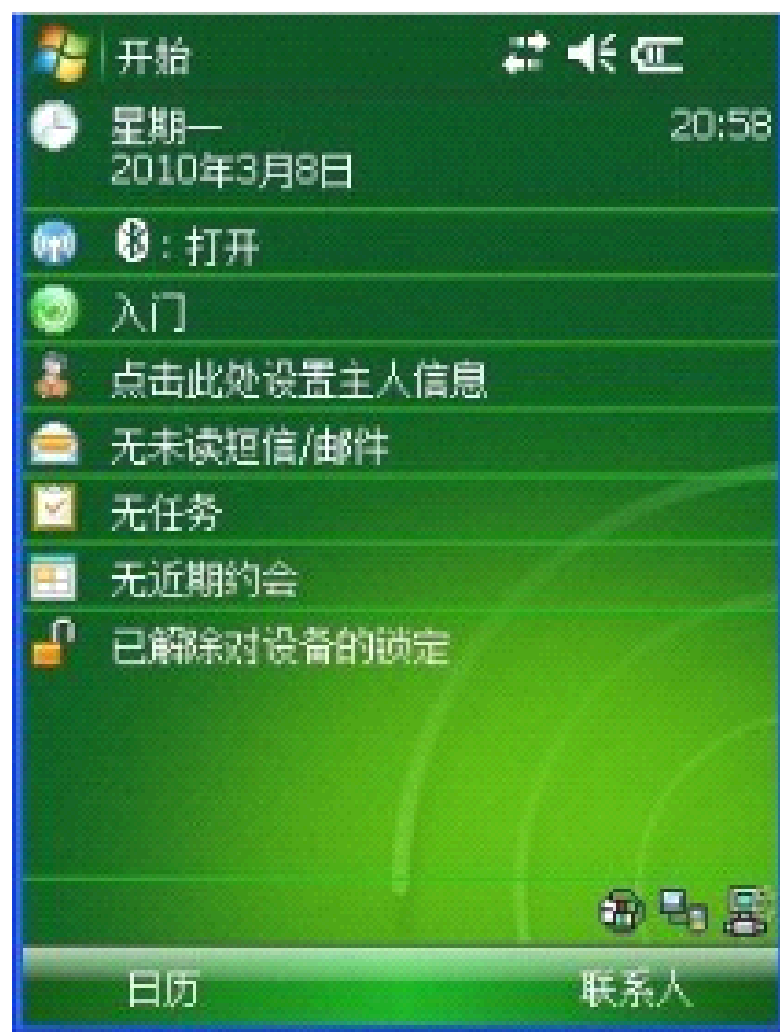 开始
星期一
20:58
2010年3月8日
: 打开
入门
点击此处设置主人信息
无未读短信/邮件
无任务
无近期约会
已解除对设备的锁定
日历
联系人